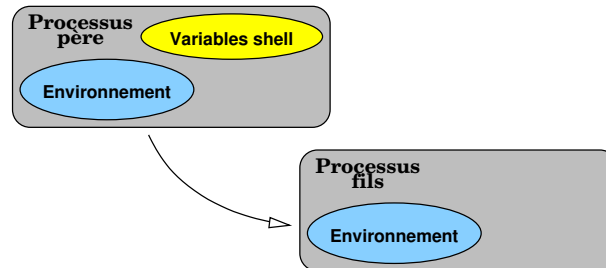 Processus
père
Variables shell
Environnement
Processus
fils
Environnement